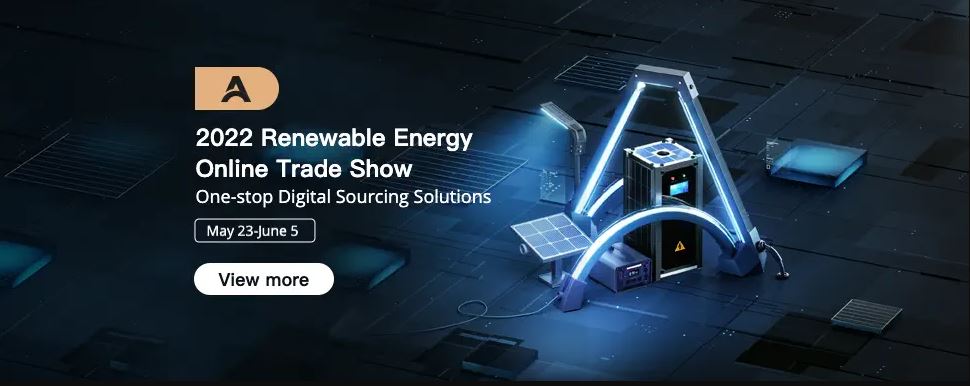 A
2022 Renewable Energy
Online Trade Show
One-stop Digital Sourcing Solutions
May 23-June 5
View more